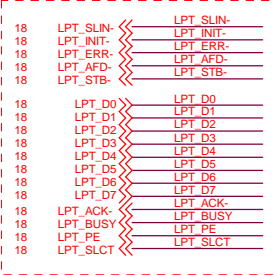 18 LPT_SLIN- LPT_SLIN-
18 LPT_INIT- LPT_INIT-
18 LPT_ERR- LPT_ERR-
18 LPT_AFD- LPT_AFD-
18 LPT_STB- LPT_STB-
18 LPT_D0 LPT_D0
18 LPT_D1 LPT_D1
18 LPT_D2 LPT_D2
18 LPT_D3 LPT_D3
18 LPT_D4 LPT_D4
18 LPT_D5 LPT_D5
18 LPT_D6 LPT_D6
18 LPT_D7 LPT_D7
18 LPT_ACK- LPT_ACK-
18 LPT_BUSY LPT_BUSY
18 LPT_PE LPT_PE
18 LPT_SLCT LPT_SLCT